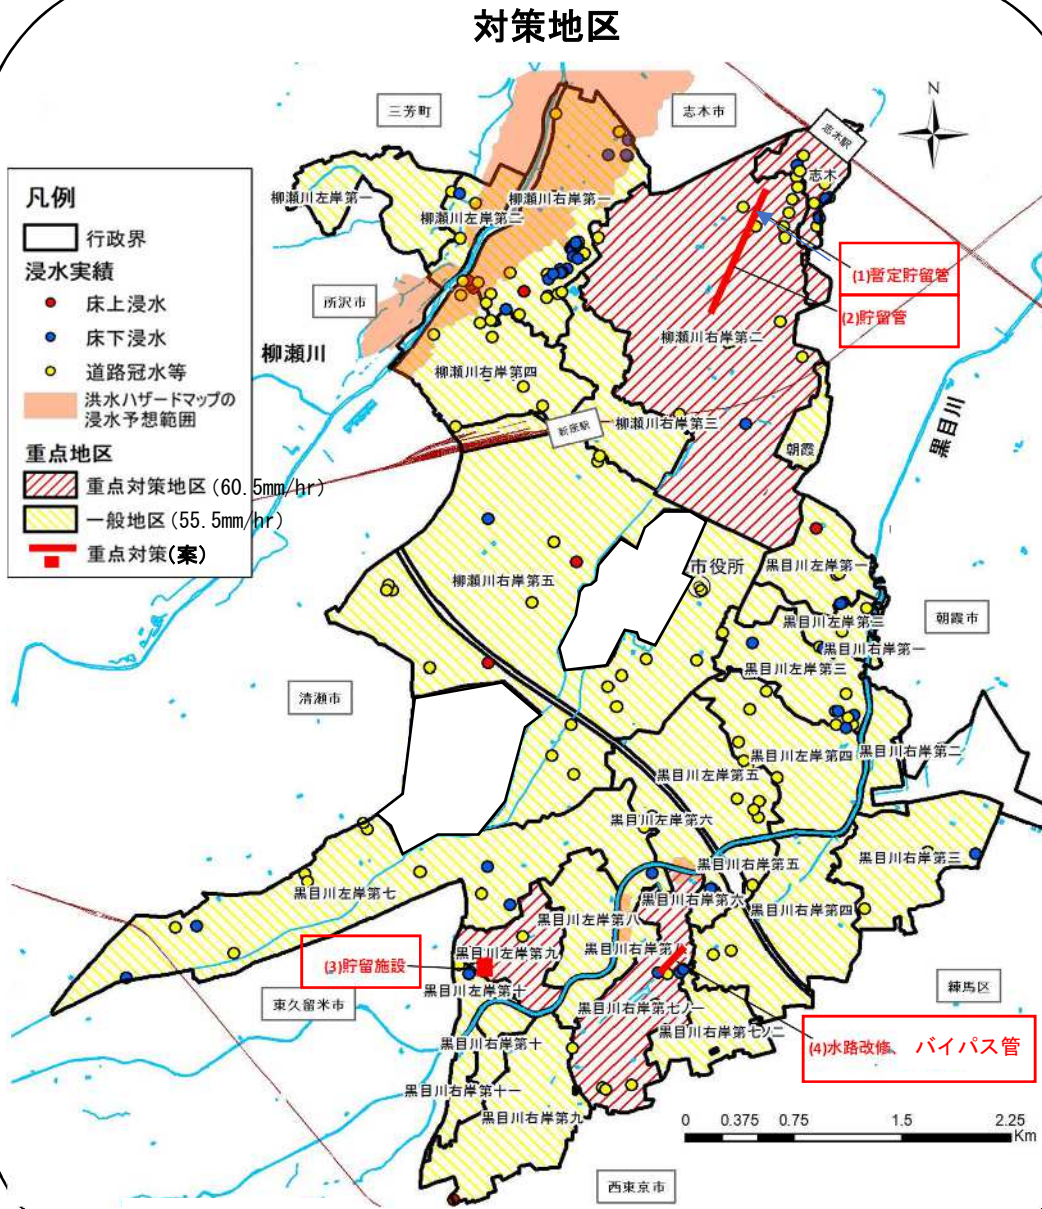 対策地区
N
三芳町
志木市
志木駅
志木
凡例
行政界
浸水実績
床上浸水
床下浸水
道路冠水等
洪水ハザードマップの
浸水予想範囲
重点地区
重点対策地区(60.5mm/hr)
一般地区(55.5mm/hr)
重点対策(案)
柳瀬川左岸第一
柳瀬川左岸第二
柳瀬川右岸第一
所沢市
柳瀬川
(1)暫定貯留管
(2)貯留管
柳瀬川右岸第二
柳瀬川右岸第四
柳瀬川右岸第三
新座駅
朝霞
黒目川
市役所
柳瀬川右岸第五
黒目川左岸第一
黒目川左岸第二
黒目川右岸第一
黒目川左岸第三
朝霞市
清瀬市
黒目川左岸第四
黒目川右岸第二
黒目川左岸第五
黒目川左岸第六
黒目川右岸第五
黒目川右岸第三
黒目川左岸第七
黒目川右岸第六
黒目川右岸第四
黒目川左岸第八
黒目川右岸第八
黒目川左岸第九
(3)貯留施設
黒目川左岸第十
東久留米市
練馬区
黒目川右岸第七ノ一
黒目川右岸第七ノ二
(4)水路改修、バイパス管
黒目川右岸第十
黒目川右岸第十一
黒目川右岸第九
0 0.375 0.75 1.5 2.25
Km
西東京市